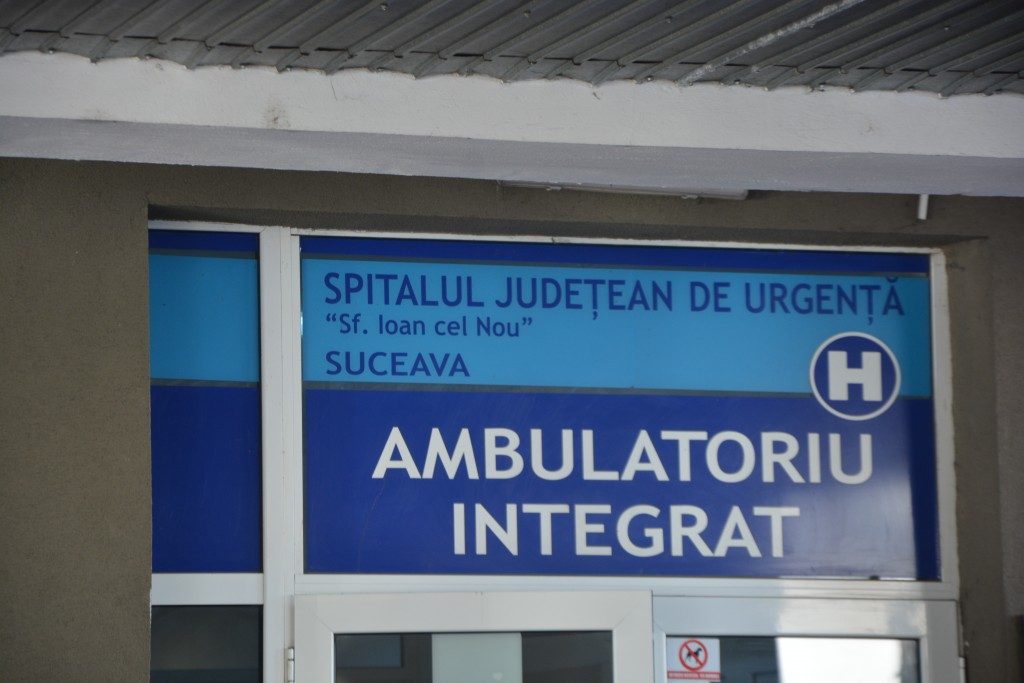 SPITALUL JUDEȚEAN DE URGENȚĂ
“Sf. Ioan cel Nou”
SUCEAVA
H
AMBULATORIU
INTEGRAT